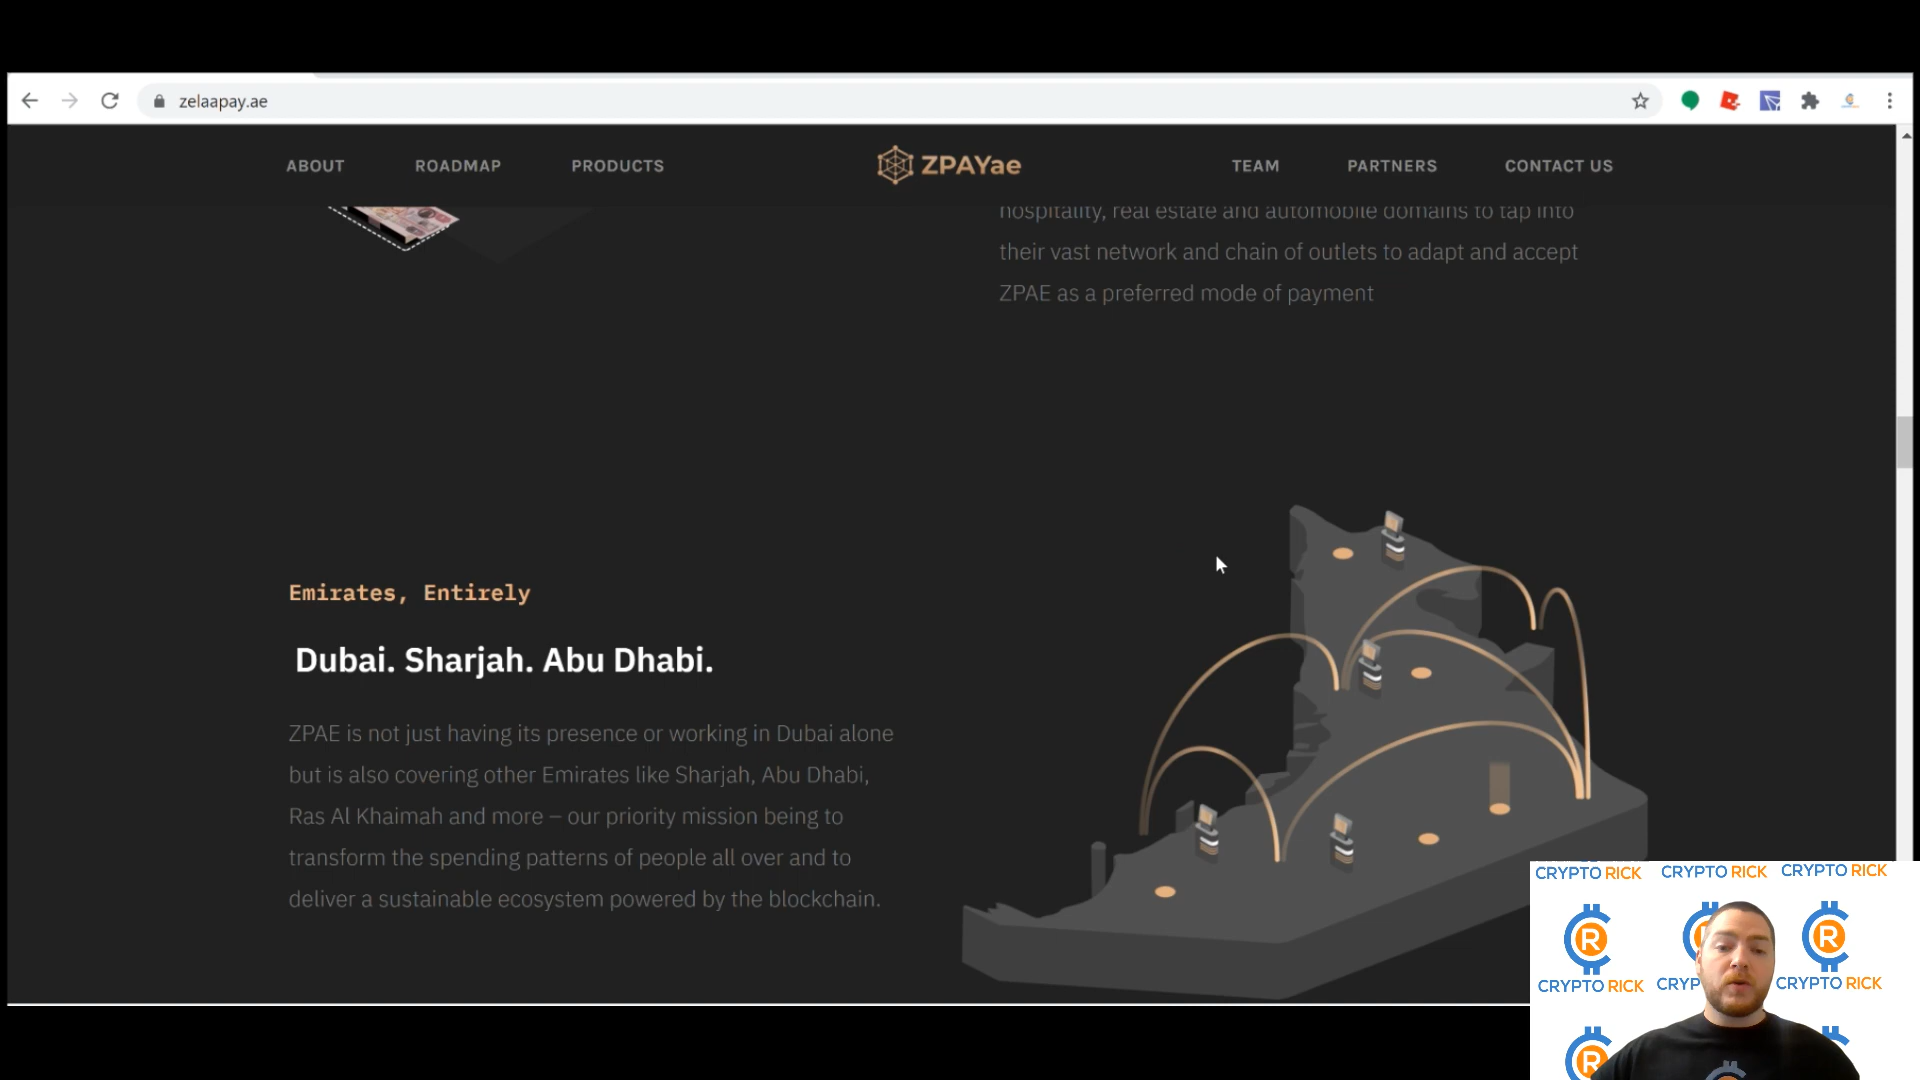 zelaapay.ae
ABOUT
ROADMAP
PRODUCTS
ZPAYae
TEAM
PARTNERS
CONTACT US
hospitality, real estate and automobile domains to tap into
their vast network and chain of outlets to adapt and accept
ZPAE as a preferred mode of payment
Emirates, Entirely
Dubai. Sharjah. Abu Dhabi.
ZPAE is not just having its presence or working in Dubai alone
but is also covering other Emirates like Sharjah, Abu Dhabi,
Ras Al Khaimah and more – our priority mission being to
transform the spending patterns of people all over and to
deliver a sustainable ecosystem powered by the blockchain.
CRYPTO RICK
CRYPTO RICK
CRYPTO RICK
R
R
CRYPTO RICK
CRYP
CRYPTO RICK
R